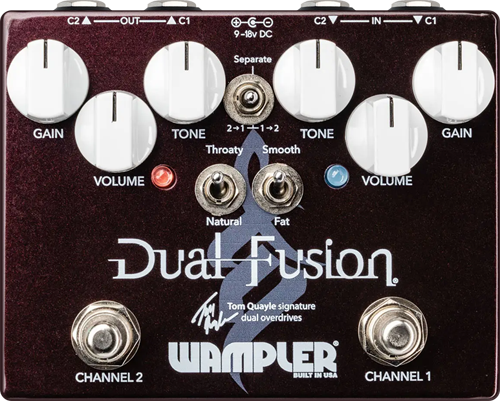 C2 OUT C1
9-18v DC
C2 IN C1
Separate
GAIN
TONE
2→1 1→2
TONE
GAIN
VOLUME
Throaty
Smooth
VOLUME
Natural
Fat
Dual Fusion
Tom Quayle signature
dual overdrives
WAMPLER
BUILT IN USA
CHANNEL 2
CHANNEL 1